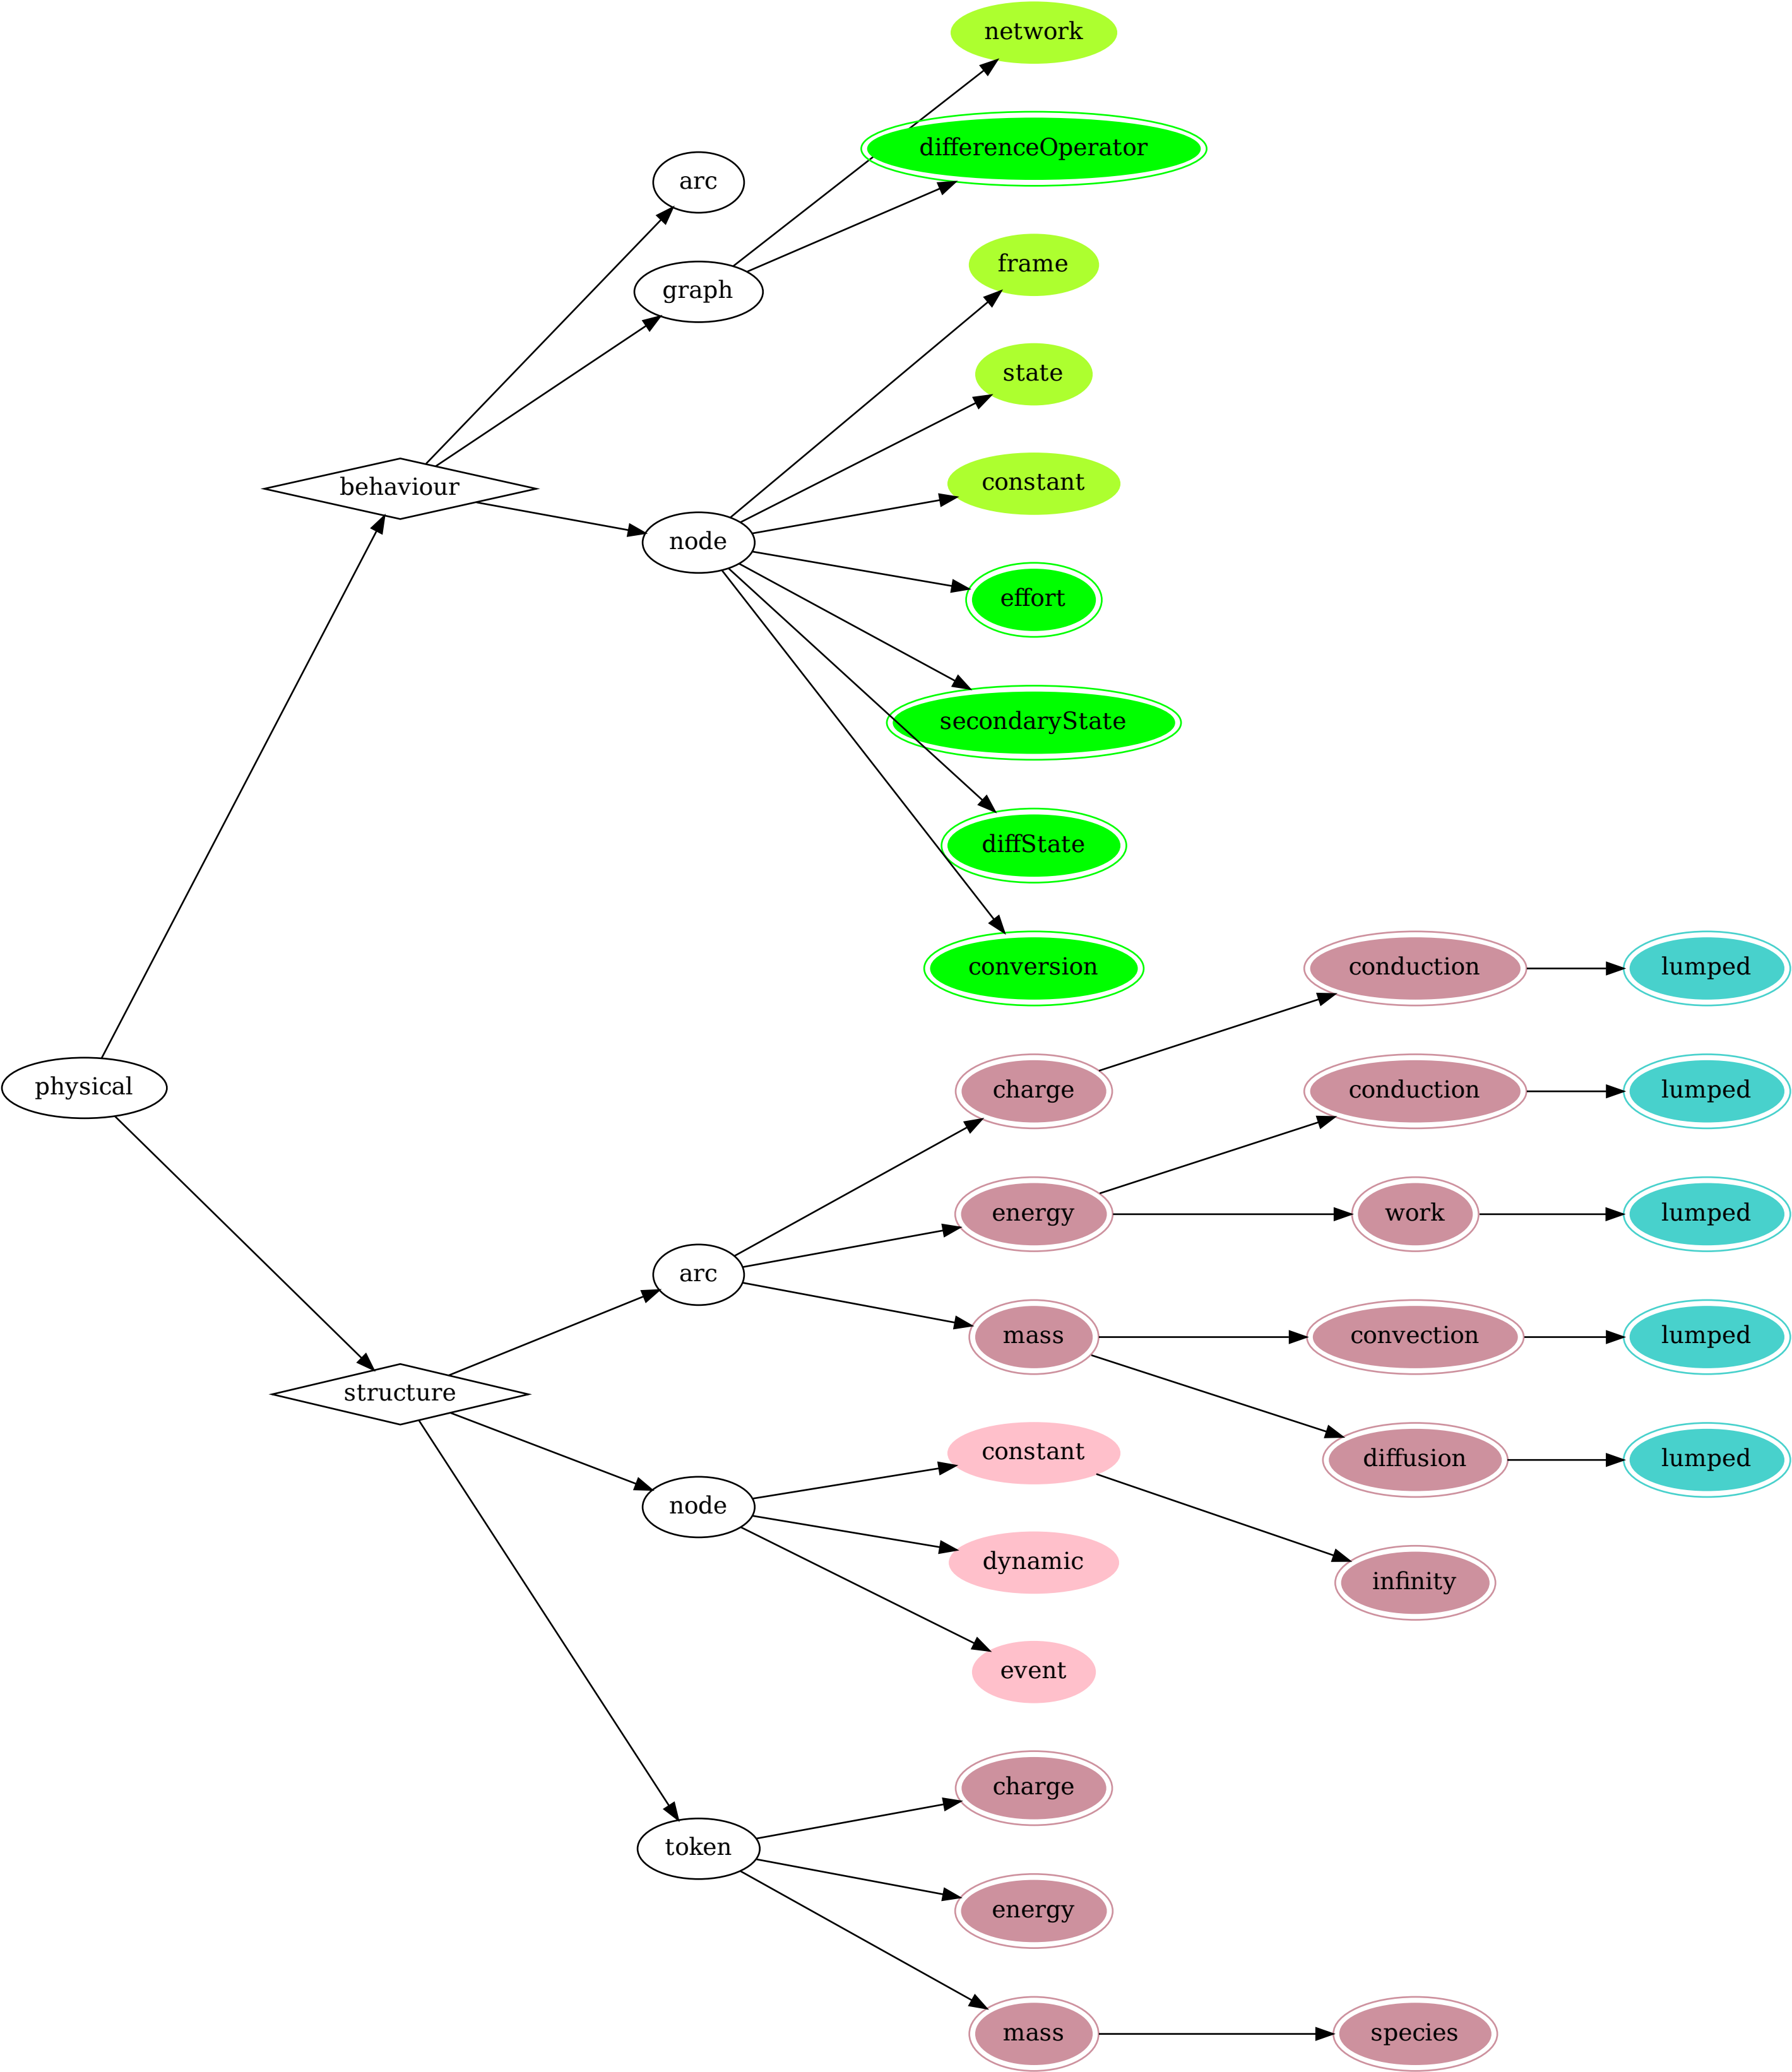 network
differenceOperator
arc
frame
graph
state
constant
behaviour
node
effort
secondaryState
diffState
conversion
conduction
lumped
physical
charge
conduction
lumped
energy
work
lumped
arc
mass
convection
lumped
structure
constant
diffusion
lumped
node
dynamic
infinity
event
charge
token
energy
mass
species